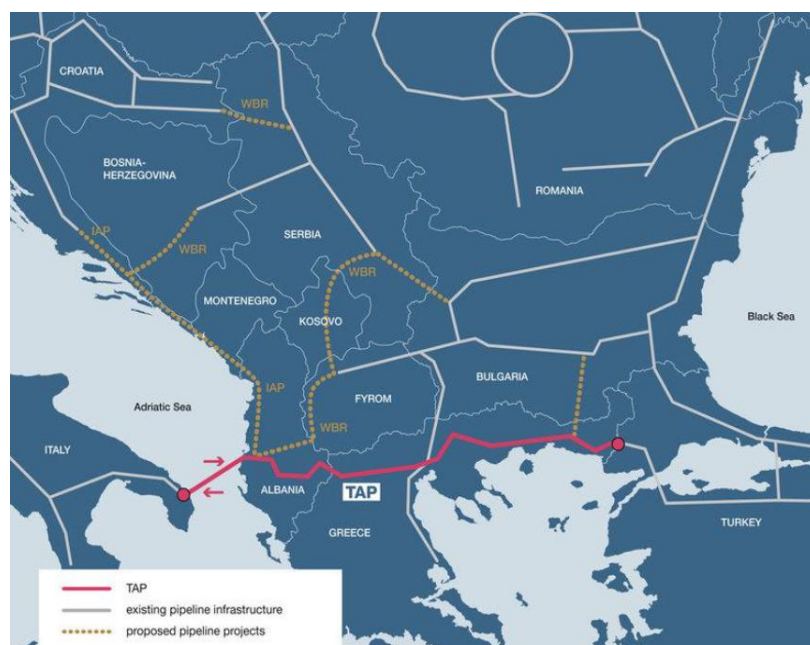 CROATIA
WBR
BOSNIA-
HERZEGOVINA
ROMANIA
IAP
WBR
SERBIA
WBR
MONTENEGRO
KOSOVO
Black Sea
IAP
FYROM
BULGARIA
Adriatic Sea
WBR
ITALY
ALBANIA
TAP
GREECE
TURKEY
TAP
existing pipeline infrastructure
proposed pipeline projects